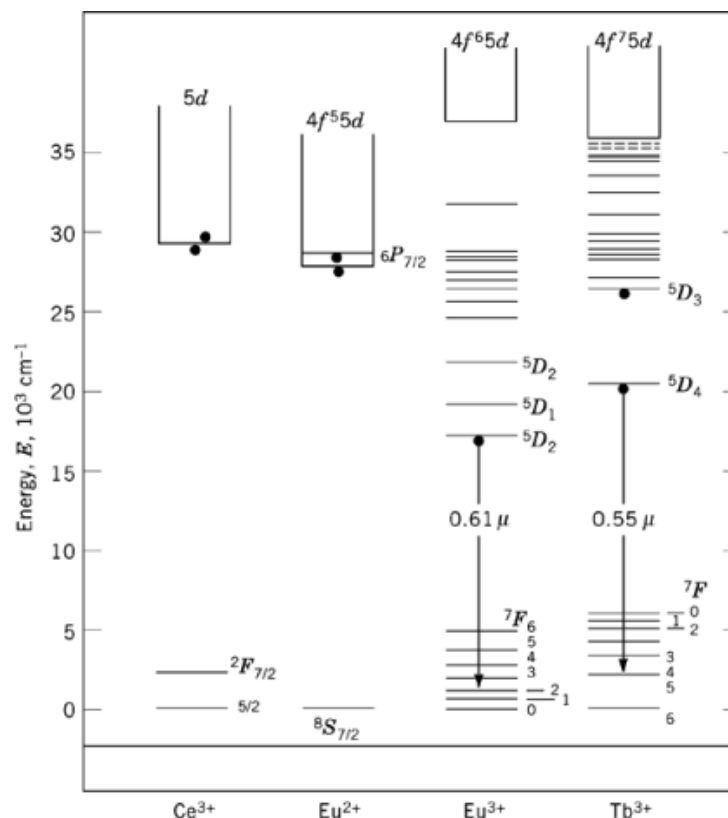 4f⁶5d
4f⁷5d
5d
4f⁵5d
35
30
25
20
15
10
5
0
Energy, E, 10³ cm⁻¹
₆P₇/₂
⁵D₃
⁵D₂
⁵D₄
⁵D₁
⁵D₂
0.61 μ
0.55 μ
²F₇/₂
5/2
⁸S₇/₂
⁷F₆
5
4
3
2
1
0
⁷F
0
1
2
3
4
5
6
Ce³⁺
Eu²⁺
Eu³⁺
Tb³⁺